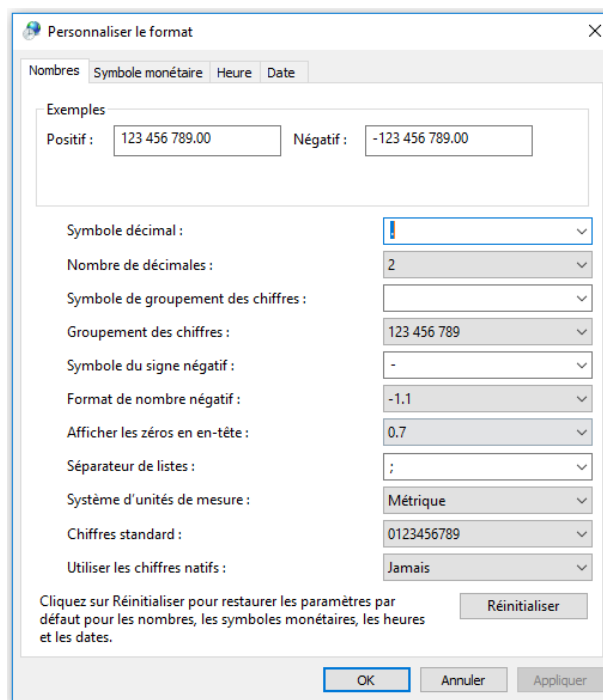 Personnaliser le format
Nombres Symbole monétaire Heure Date
Exemples
Positif : 123 456 789.00 Négatif : -123 456 789.00
Symbole décimal : .
Nombre de décimales : 2
Symbole de groupement des chiffres :
Groupement des chiffres : 123 456 789
Symbole du signe négatif : -
Format de nombre négatif : -1.1
Afficher les zéros en en-tête : 0.7
Séparateur de listes : ;
Système d'unités de mesure : Métrique
Chiffres standard : 0123456789
Utiliser les chiffres natifs : Jamais
Cliquez sur Réinitialiser pour restaurer les paramètres par
défaut pour les nombres, les symboles monétaires, les heures
et les dates.
Réinitialiser
OK Annuler Appliquer